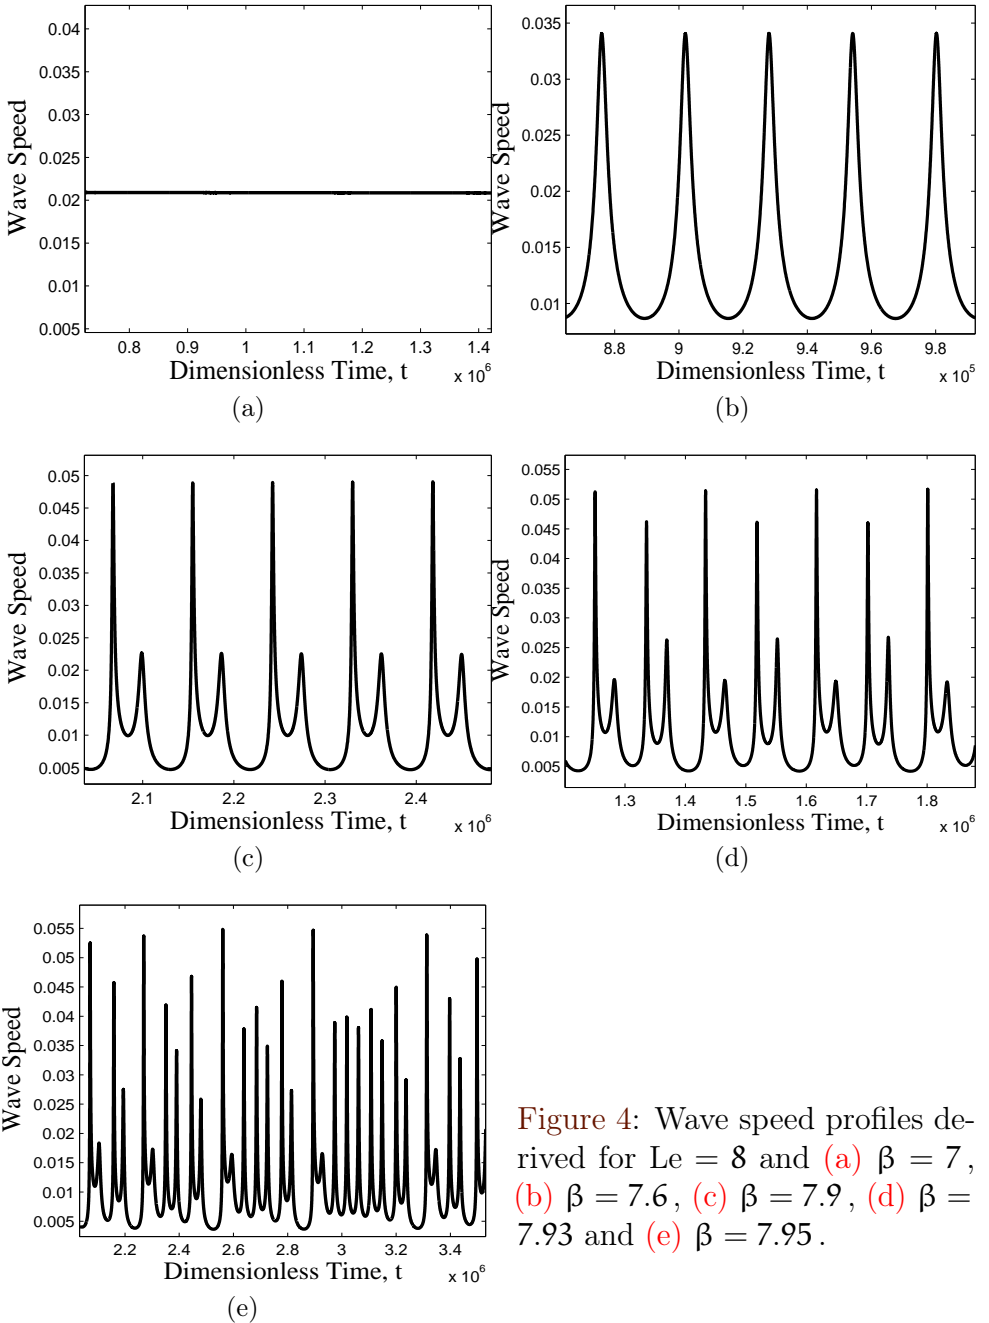 0.04
0.035
0.03
0.025
0.02
0.015
0.01
0.005
Wave Speed
0.8 0.9 1 1.1 1.2 1.3 1.4
Dimensionless Time, t x 10^6
(a)
0.035
0.03
0.025
0.02
0.015
0.01
Wave Speed
8.8 9 9.2 9.4 9.6 9.8
Dimensionless Time, t x 10^5
(b)
0.05
0.045
0.04
0.035
0.03
0.025
0.02
0.015
0.01
0.005
Wave Speed
2.1 2.2 2.3 2.4
Dimensionless Time, t x 10^6
(c)
0.055
0.05
0.045
0.04
0.035
0.03
0.025
0.02
0.015
0.01
0.005
Wave Speed
1.3 1.4 1.5 1.6 1.7 1.8
Dimensionless Time, t x 10^6
(d)
0.055
0.05
0.045
0.04
0.035
0.03
0.025
0.02
0.015
0.01
0.005
Wave Speed
2.2 2.4 2.6 2.8 3 3.2 3.4
Dimensionless Time, t x 10^6
(e)
Figure 4: Wave speed profiles de-
rived for Le = 8 and (a) β = 7,
(b) β = 7.6, (c) β = 7.9, (d) β =
7.93 and (e) β = 7.95.